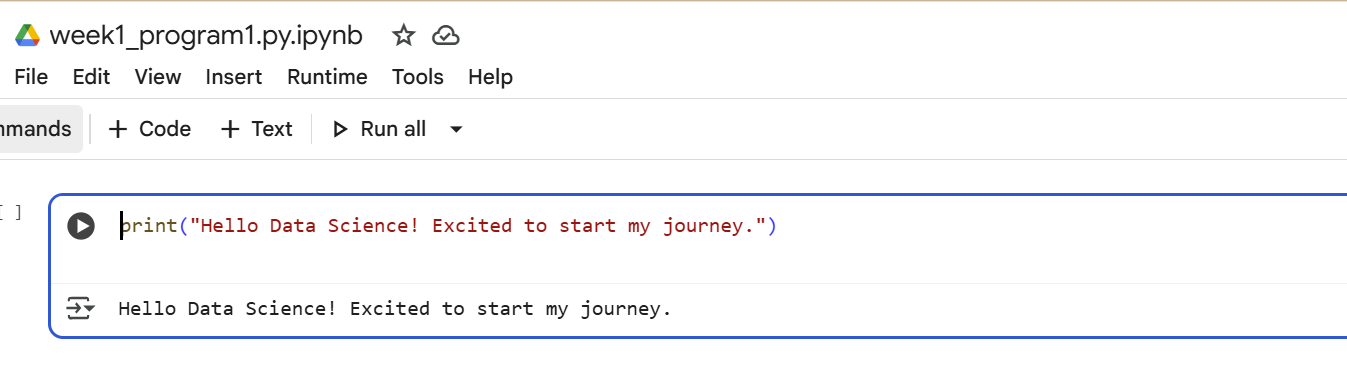 week1_program1.py.ipynb
File Edit View Insert Runtime Tools Help
+ Code + Text Run all
[ ]
print("Hello Data Science! Excited to start my journey.")
Hello Data Science! Excited to start my journey.